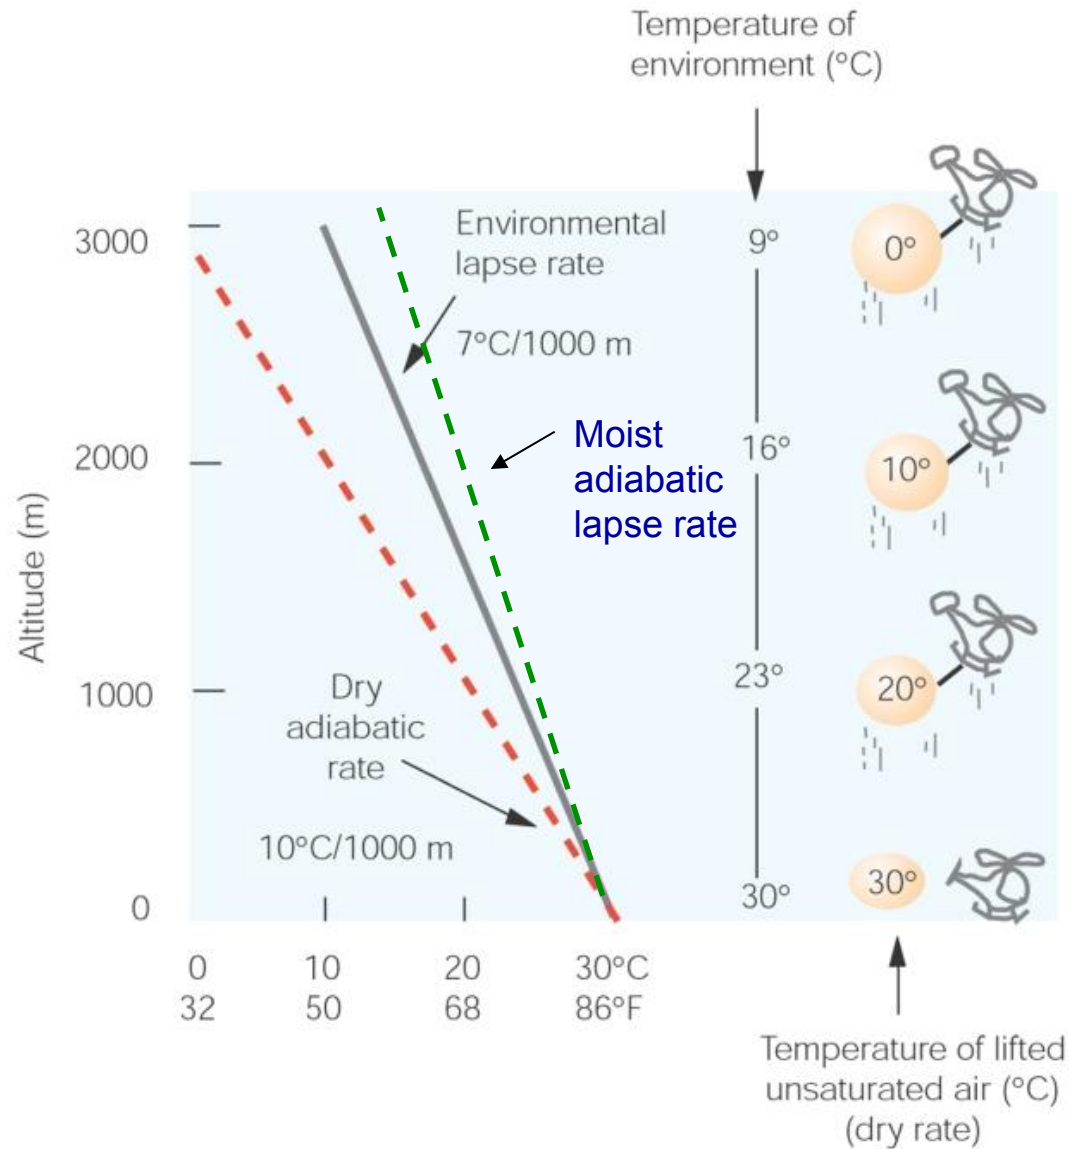 Temperature of
environment (°C)
3000
Environmental
lapse rate
9°
0°
7°C/1000 m
2000
Moist
adiabatic
lapse rate
16°
10°
Altitude (m)
1000
Dry
adiabatic
rate
23°
20°
10°C/1000 m
0
30°
30°
0 10 20 30°C
32 50 68 86°F
Temperature of lifted
unsaturated air (°C)
(dry rate)